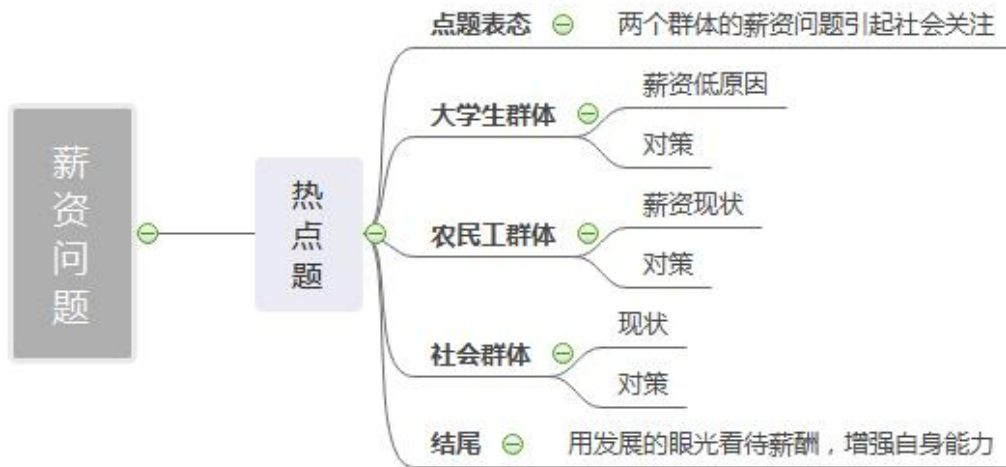 薪资问题
热点题
点题表态
两个群体的薪资问题引起社会关注
大学生群体
薪资低原因
对策
农民工群体
薪资现状
对策
社会群体
现状
对策
结尾
用发展的眼光看待薪酬，增强自身能力